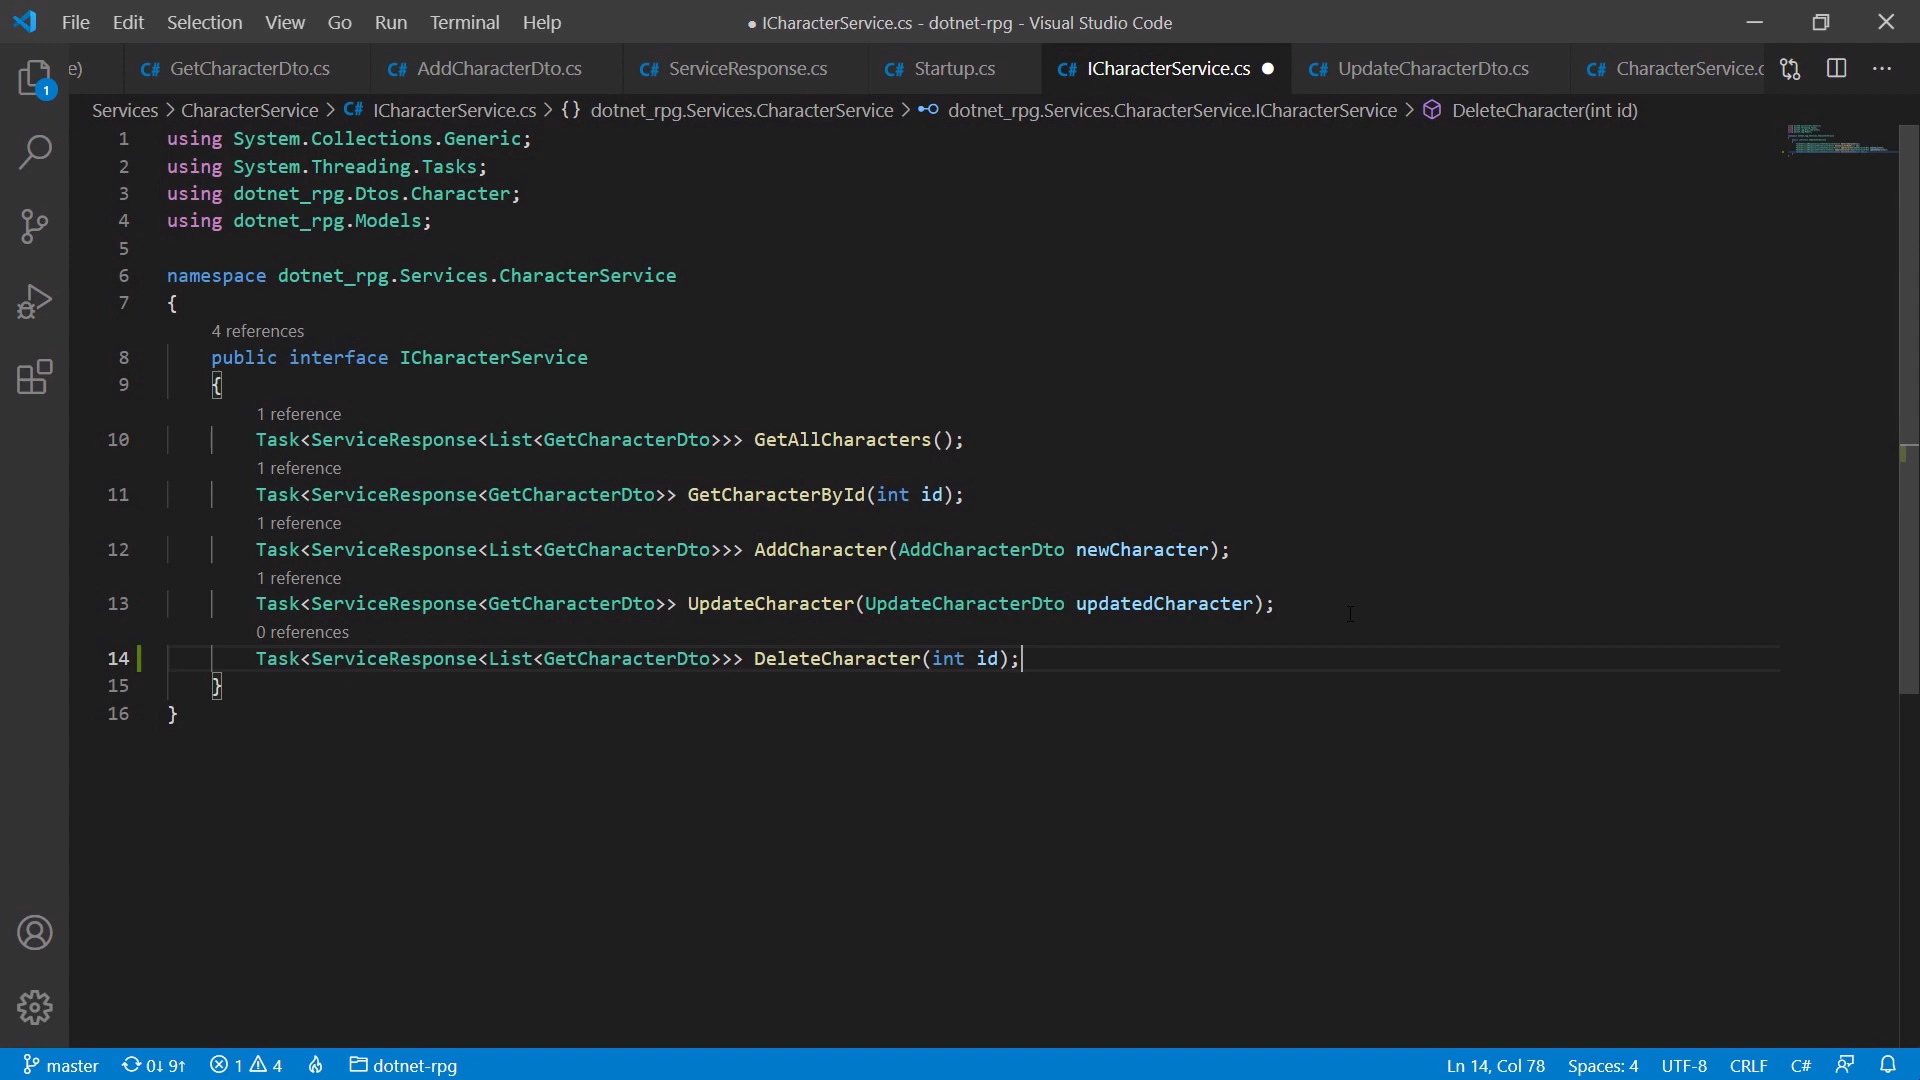 File Edit Selection View Go Run Terminal Help ● ICharacterService.cs - dotnet-rpg - Visual Studio Code
e) C# GetCharacterDto.cs C# AddCharacterDto.cs C# ServiceResponse.cs C# Startup.cs C# ICharacterService.cs ● C# UpdateCharacterDto.cs C# CharacterService.c
Services > CharacterService > C# ICharacterService.cs > {} dotnet_rpg.Services.CharacterService > dotnet_rpg.Services.CharacterService.ICharacterService > DeleteCharacter(int id)
1 using System.Collections.Generic;
2 using System.Threading.Tasks;
3 using dotnet_rpg.Dtos.Character;
4 using dotnet_rpg.Models;
5
6 namespace dotnet_rpg.Services.CharacterService
7 {
4 references
8 public interface ICharacterService
9 {
1 reference
10 Task<ServiceResponse<List<GetCharacterDto>>> GetAllCharacters();
1 reference
11 Task<ServiceResponse<GetCharacterDto>> GetCharacterById(int id);
1 reference
12 Task<ServiceResponse<List<GetCharacterDto>>> AddCharacter(AddCharacterDto newCharacter);
1 reference
13 Task<ServiceResponse<GetCharacterDto>> UpdateCharacter(UpdateCharacterDto updatedCharacter);
0 references
14 Task<ServiceResponse<List<GetCharacterDto>>> DeleteCharacter(int id);
15 }
16 }
1
master 0↓ 9↑ 1 4 dotnet-rpg Ln 14, Col 78 Spaces: 4 UTF-8 CRLF C#